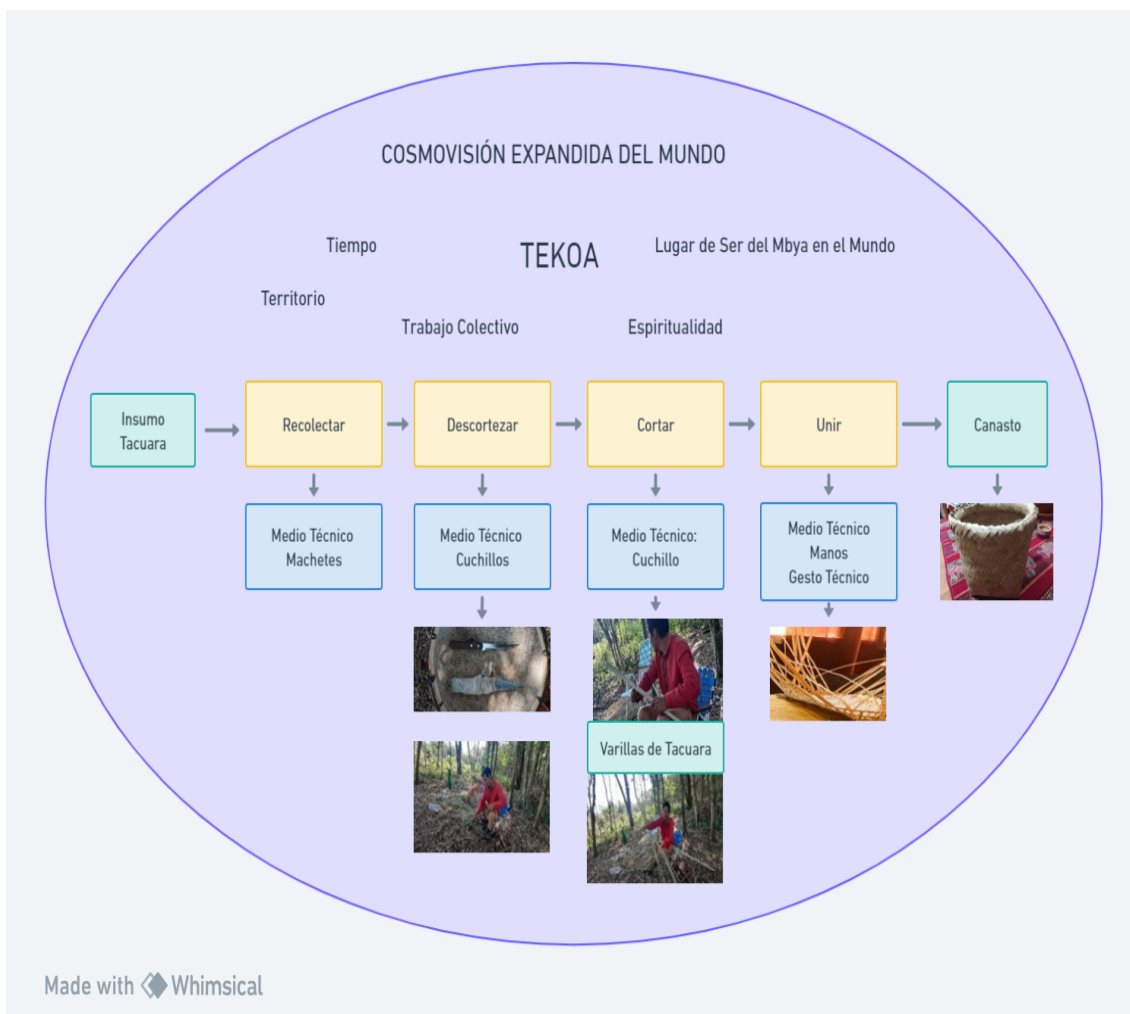 COSMOVISIÓN EXPANDIDA DEL MUNDO
Tiempo
TEKOA
Lugar de Ser del Mbya en el Mundo
Territorio
Trabajo Colectivo
Espiritualidad
Insumo
Tacuara
Recolectar
Descortezar
Cortar
Unir
Canasto
Medio Técnico
Machetes
Medio Técnico
Cuchillos
Medio Técnico:
Cuchillo
Medio Técnico
Manos
Gesto Técnico
Varillas de Tacuara
Made with Whimsical